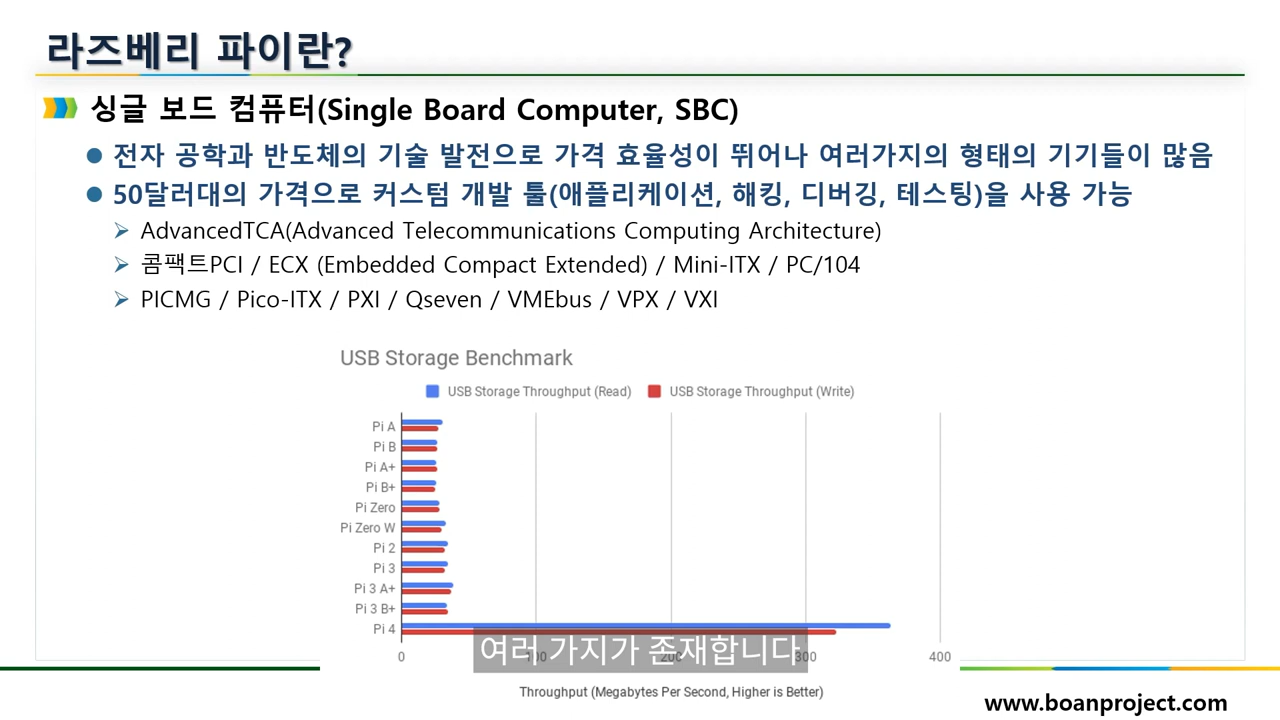 라즈베리 파이란?
싱글 보드 컴퓨터(Single Board Computer, SBC)
전자 공학과 반도체의 기술 발전으로 가격 효율성이 뛰어나 여러가지의 형태의 기기들이 많음
50달러대의 가격으로 커스텀 개발 툴(애플리케이션, 해킹, 디버깅, 테스팅)을 사용 가능
AdvancedTCA(Advanced Telecommunications Computing Architecture)
콤팩트PCI / ECX (Embedded Compact Extended) / Mini-ITX / PC/104
PICMG / Pico-ITX / PXI / Qseven / VMEbus / VPX / VXI
USB Storage Benchmark
USB Storage Throughput (Read) USB Storage Throughput (Write)
Pi A
Pi B
Pi A+
Pi B+
Pi Zero
Pi Zero W
Pi 2
Pi 3
Pi 3 A+
Pi 3 B+
Pi 4
0 100 200 300 400
여러 가지가 존재합니다
Throughput (Megabytes Per Second, Higher is Better)
www.boanproject.com